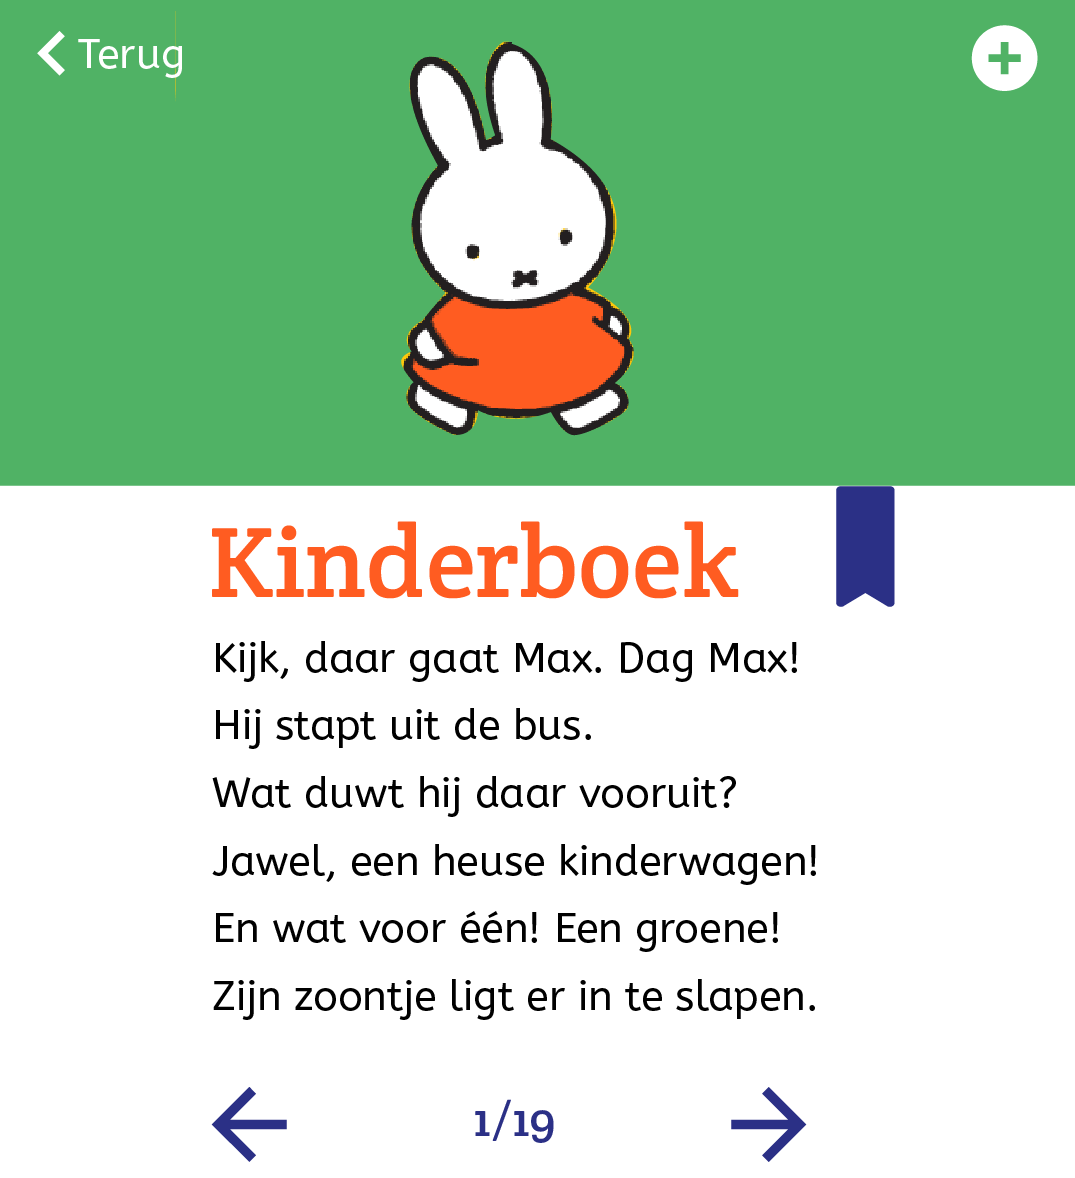 Terug
Kinderboek
Kijk, daar gaat Max. Dag Max!
Hij stapt uit de bus.
Wat duwt hij daar vooruit?
Jawel, een heuse kinderwagen!
En wat voor één! Een groene!
Zijn zoontje ligt er in te slapen.
1/19